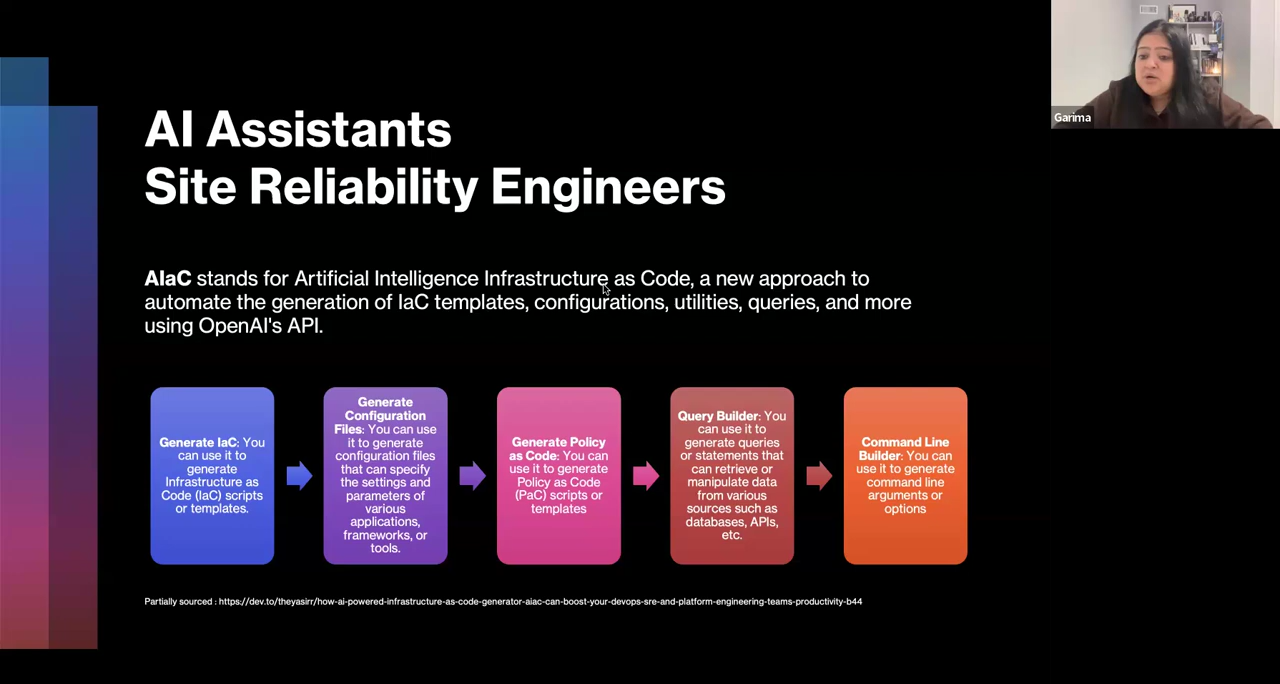 Garima
AI Assistants
Site Reliability Engineers
AIaC stands for Artificial Intelligence Infrastructure as Code, a new approach to
automate the generation of IaC templates, configurations, utilities, queries, and more
using OpenAI's API.
Generate IaC: You
can use it to
generate
Infrastructure as
Code (IaC) scripts
or templates.
Generate
Configuration
Files: You can use
it to generate
configuration files
that can specify
the settings and
parameters of
various
applications,
frameworks, or
tools.
Generate Policy
as Code: You can
use it to generate
Policy as Code
(PaC) scripts or
templates
Query Builder: You
can use it to
generate queries
or statements that
can retrieve or
manipulate data
from various
sources such as
databases, APIs,
etc.
Command Line
Builder: You can
use it to generate
command line
arguments or
options
Partially sourced : https://dev.to/theyasirr/how-ai-powered-infrastructure-as-code-generator-aiac-can-boost-your-devops-sre-and-platform-engineering-teams-productivity-b44